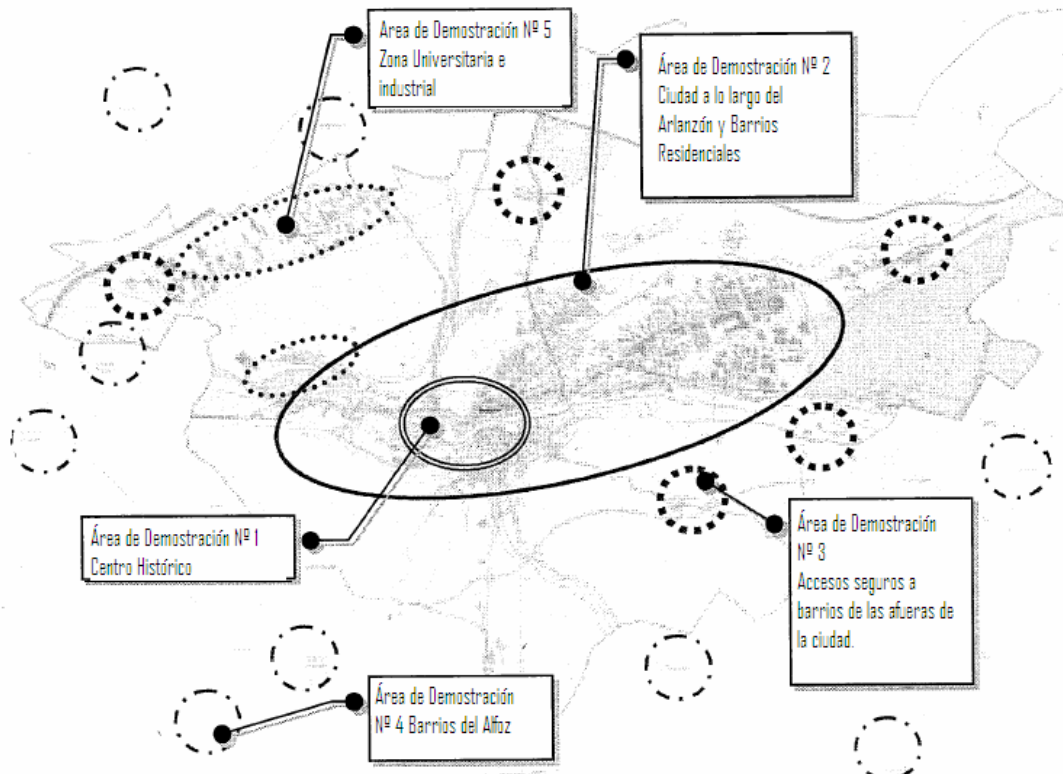 Area de Demostración Nº 5
Zona Universitaria e
industrial
Área de Demostración Nº 2
Ciudad a lo largo del
Arlanzón y Barrios
Residenciales
Área de Demostración Nº 1
Centro Histórico
Área de Demostración
Nº 3
Accesos seguros a
barrios de las afueras de
la ciudad.
Área de Demostración
Nº 4 Barrios del Alfoz